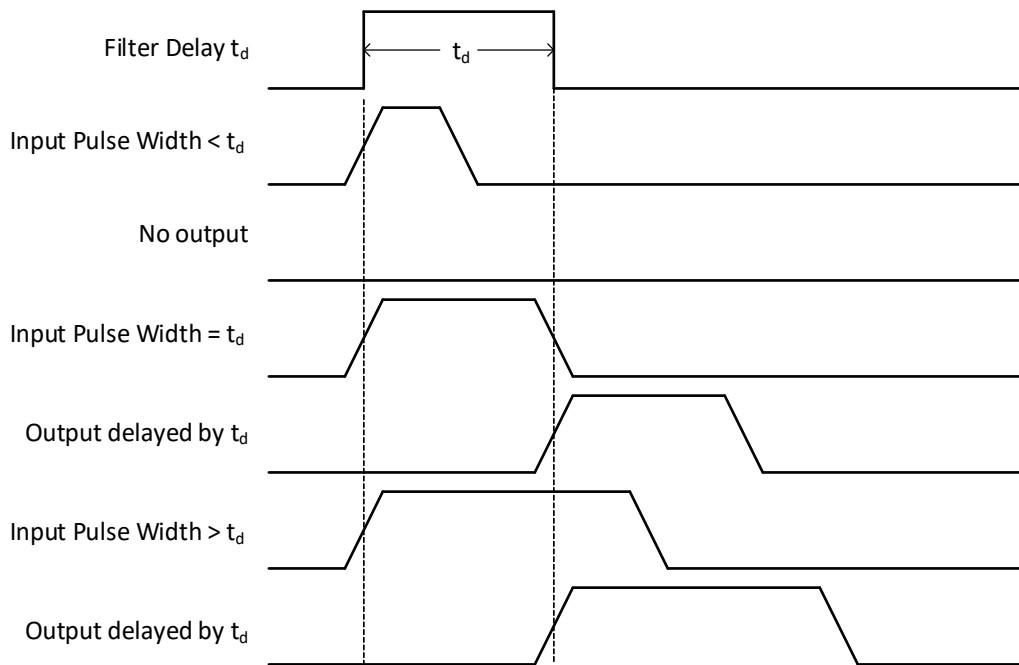 Filter Delay td
td
Input Pulse Width < td
No output
Input Pulse Width = td
Output delayed by td
Input Pulse Width > td
Output delayed by td